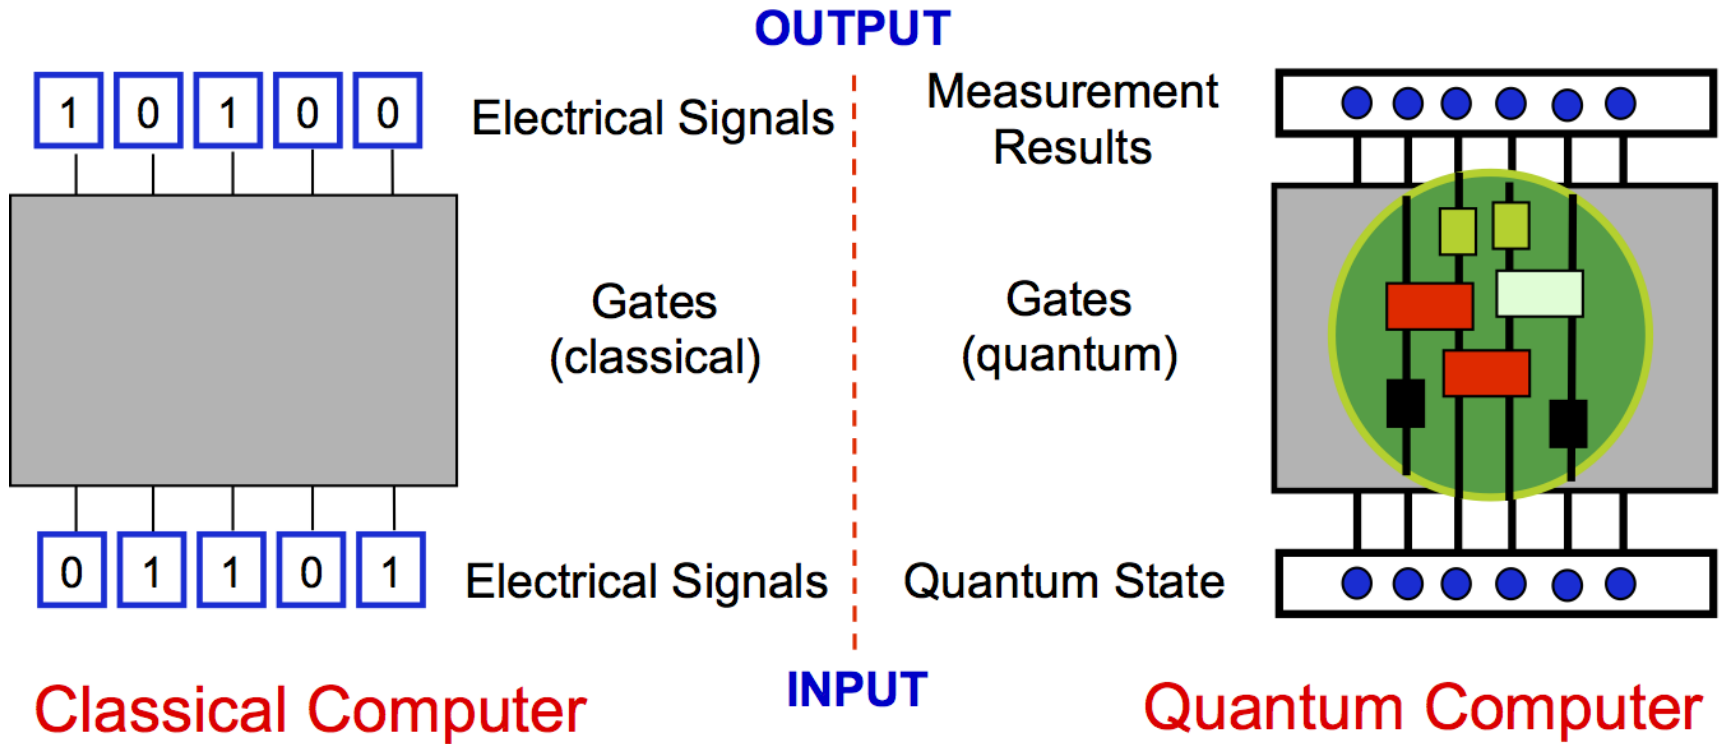 OUTPUT
1 0 1 0 0
Electrical Signals
Measurement
Results
Gates
(classical)
Gates
(quantum)
0 1 1 0 1
Electrical Signals
Quantum State
INPUT
Classical Computer
Quantum Computer